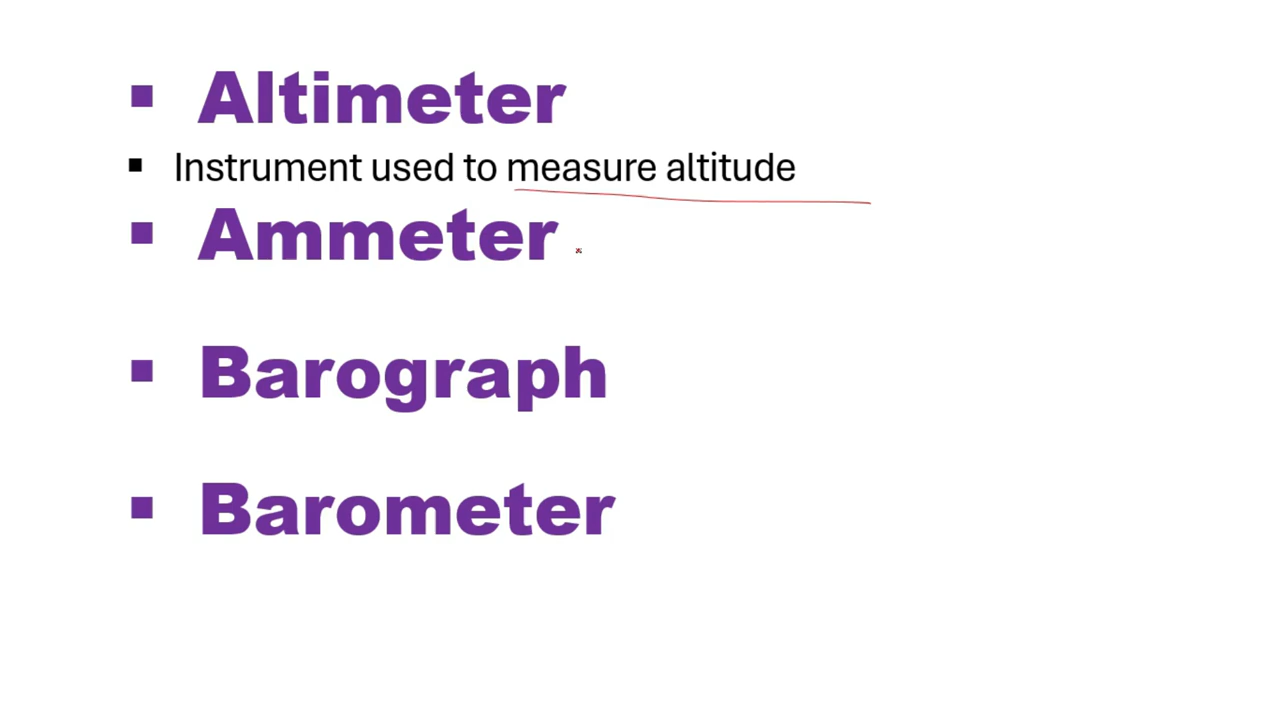 ▪ Altimeter
▪ Instrument used to measure altitude
▪ Ammeter
▪ Barograph
▪ Barometer